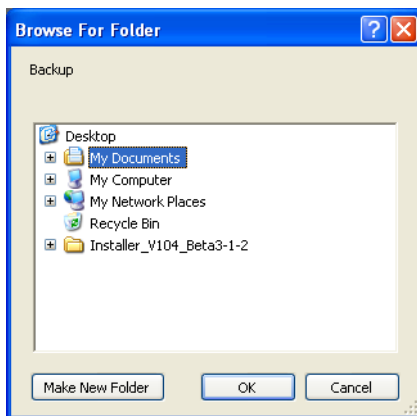 Browse For Folder
Backup
Desktop
My Documents
My Computer
My Network Places
Recycle Bin
Installer_V104_Beta3-1-2
Make New Folder
OK
Cancel